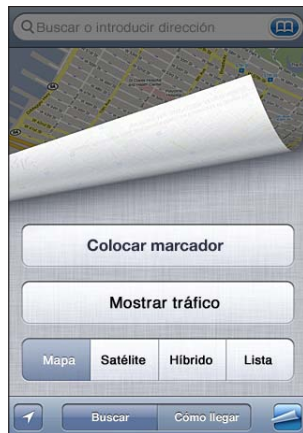 Buscar o introducir dirección
Colocar marcador
Mostrar tráfico
Mapa Satélite Híbrido Lista
Buscar Cómo llegar